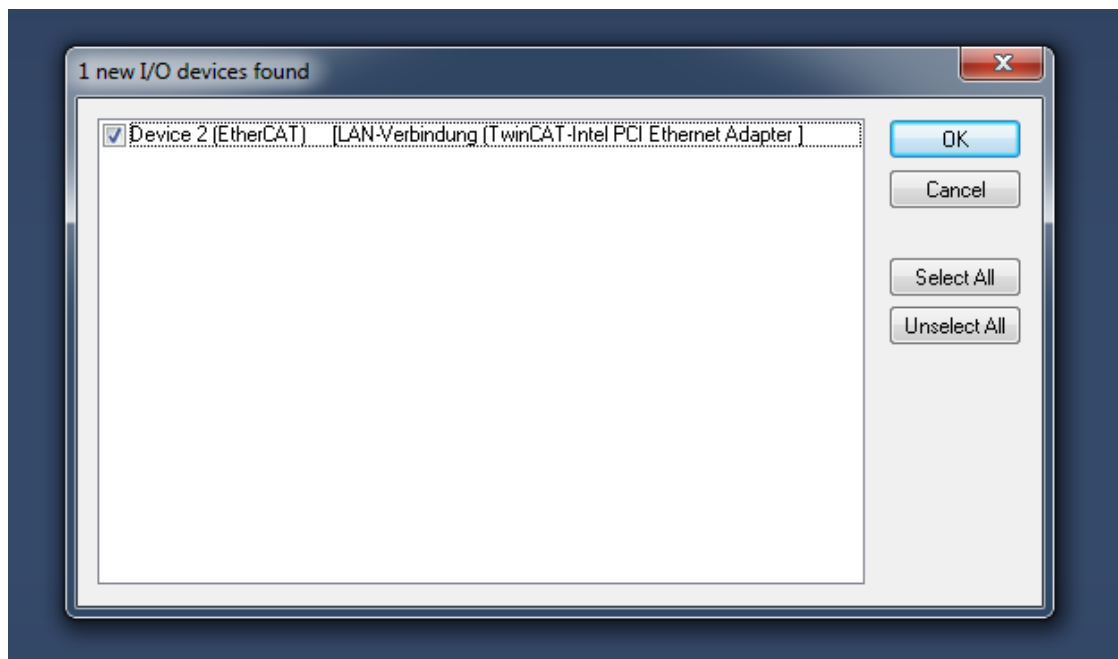 1 new I/O devices found
Device 2 (EtherCAT) [LAN-Verbindung (TwinCAT-Intel PCI Ethernet Adapter ]
OK
Cancel
Select All
Unselect All